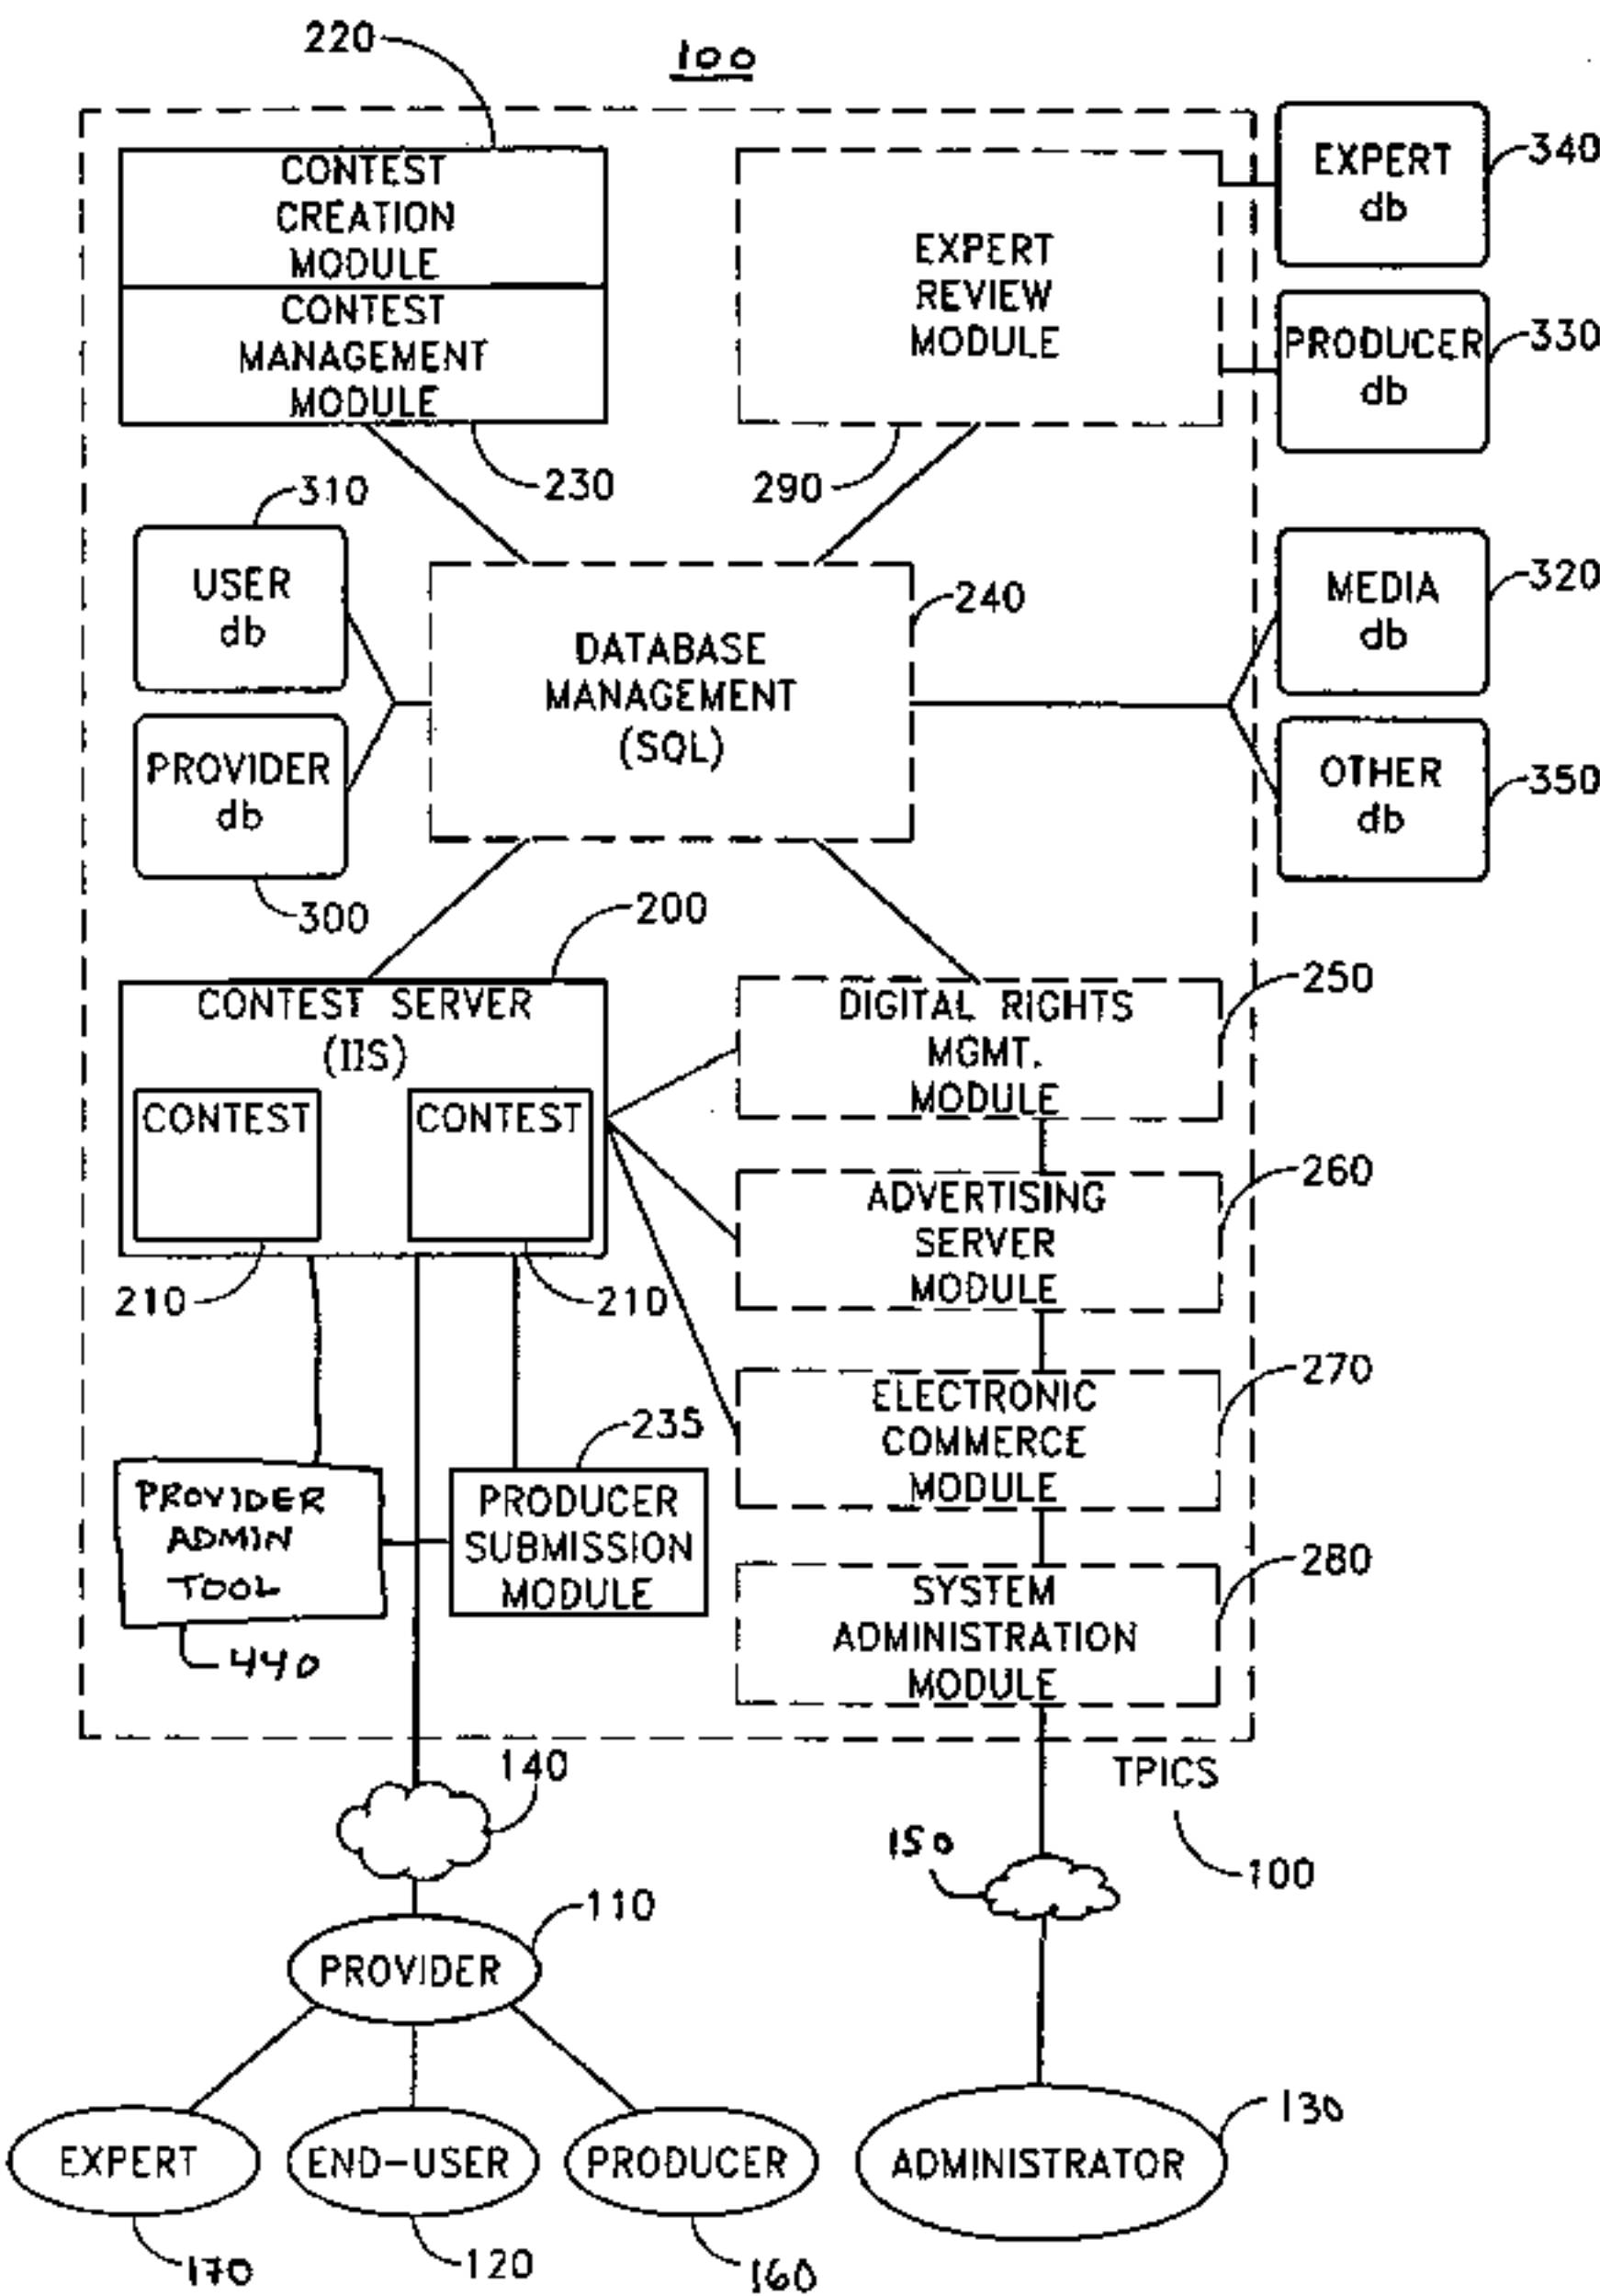 220
100
CONTEST
CREATION
MODULE
CONTEST
MANAGEMENT
MODULE
230
EXPERT
REVIEW
MODULE
290
EXPERT
db
340
PRODUCER
db
330
310
USER
db
PROVIDER
db
300
DATABASE
MANAGEMENT
(SQL)
240
MEDIA
db
320
OTHER
db
350
200
CONTEST SERVER
(IIS)
CONTEST
CONTEST
210
210
DIGITAL RIGHTS
MGMT.
MODULE
250
ADVERTISING
SERVER
MODULE
260
ELECTRONIC
COMMERCE
MODULE
270
SYSTEM
ADMINISTRATION
MODULE
280
PROVIDER
ADMIN
TOOL
440
235
PRODUCER
SUBMISSION
MODULE
TPICS
100
140
150
110
PROVIDER
EXPERT
170
END-USER
120
PRODUCER
160
ADMINISTRATOR
130